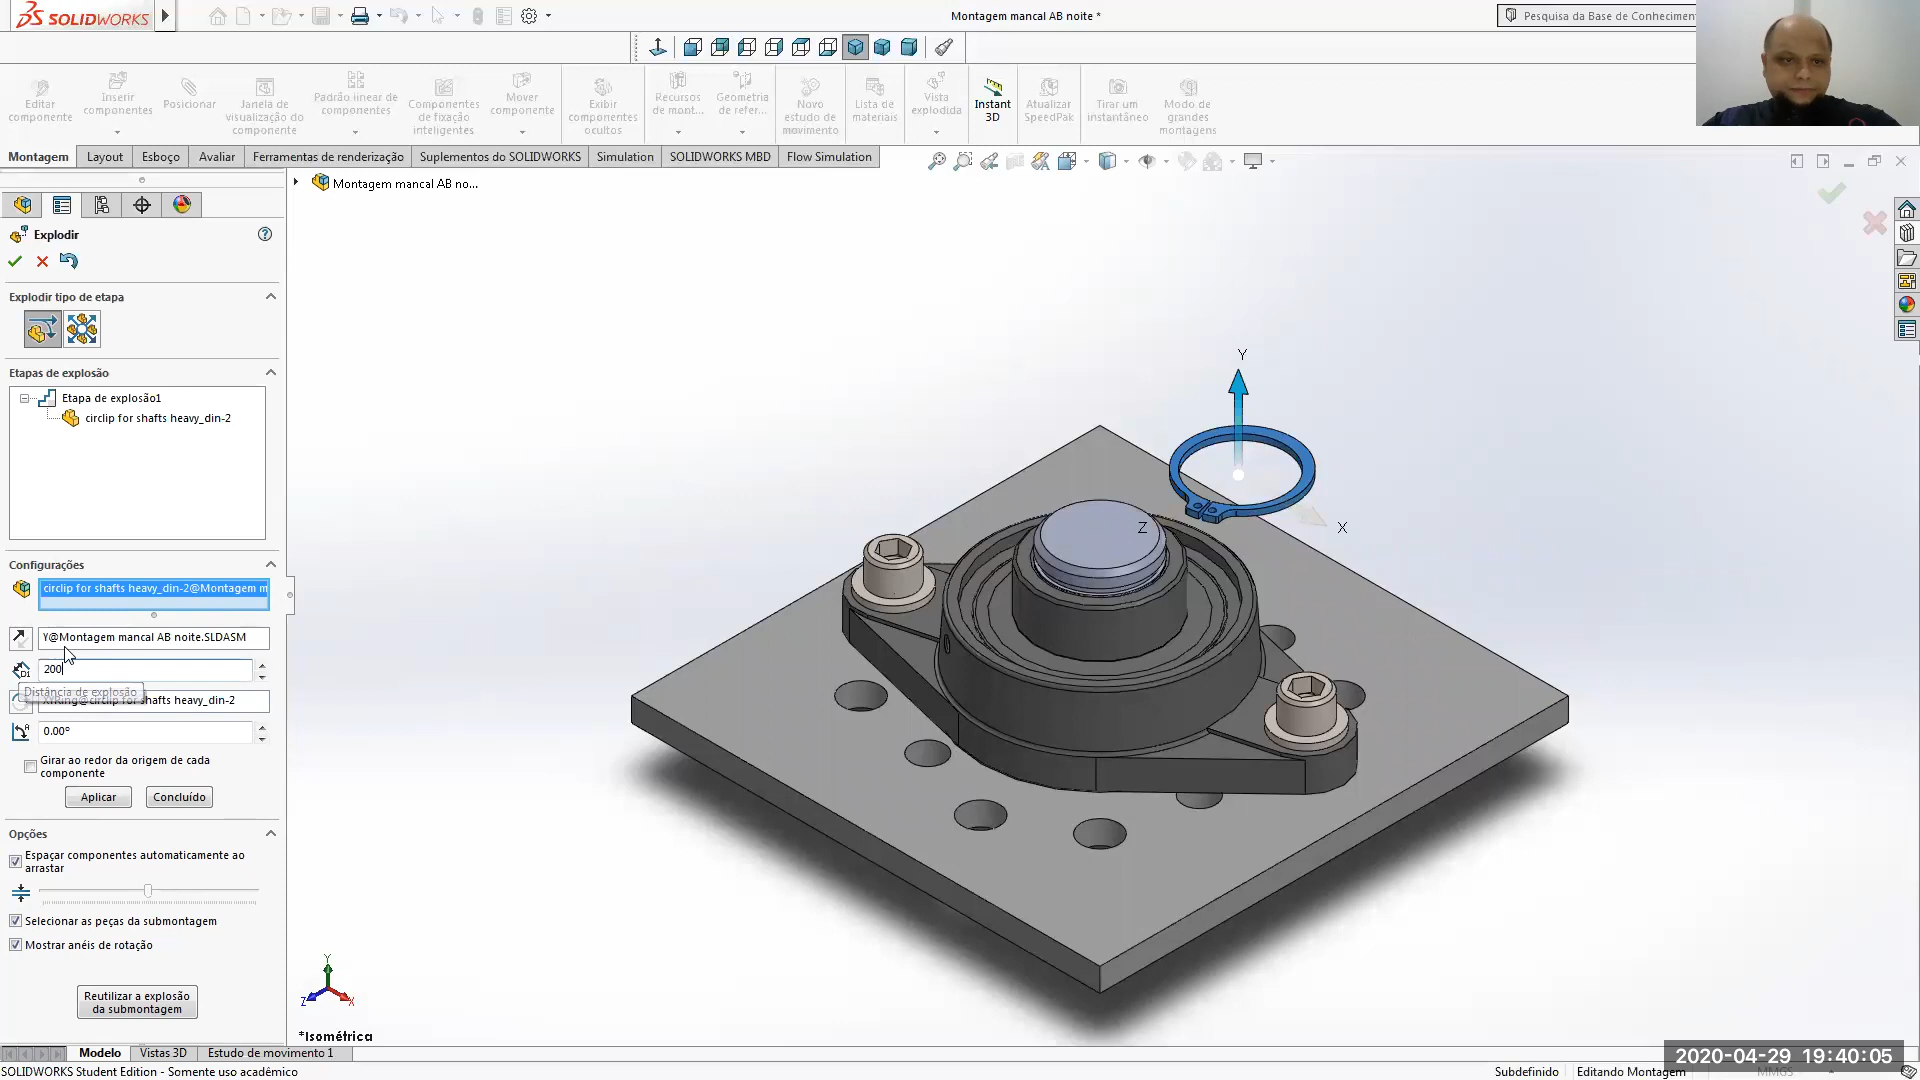 SOLIDWORKS
Montagem mancal AB noite *
Pesquisa da Base de Conheciment
Editar componente
Inserir componentes
Posicionar
Janela de visualização do componente
Padrão linear de componentes
Componentes de fixação inteligentes
Mover componente
Exibir componentes ocultos
Recursos de mont...
Geometria de refer...
Novo estudo de movimento
Lista de materiais
Vista explodida
Instant 3D
Atualizar SpeedPak
Tirar um instantâneo
Modo de grandes montagens
Montagem
Layout
Esboço
Avaliar
Ferramentas de renderização
Suplementos do SOLIDWORKS
Simulation
SOLIDWORKS MBD
Flow Simulation
Montagem mancal AB no...
Explodir
Explodir tipo de etapa
Etapas de explosão
Etapa de explosão1
circlip for shafts heavy_din-2
Configurações
circlip for shafts heavy_din-2@Montagem m
Y@Montagem mancal AB noite.SLDASM
D1
200
Distância de explosão
XYRing@circlip for shafts heavy_din-2
0.00°
Girar ao redor da origem de cada
componente
Aplicar
Concluído
Opções
Espaçar componentes automaticamente ao
arrastar
Selecionar as peças da submontagem
Mostrar anéis de rotação
Reutilizar a explosão
da submontagem
Y
Z
X
Y
Z
X
*Isométrica
Modelo
Vistas 3D
Estudo de movimento 1
2020-04-29 19:40:05
SOLIDWORKS Student Edition - Somente uso acadêmico
Subdefinido
Editando Montagem
MMGS